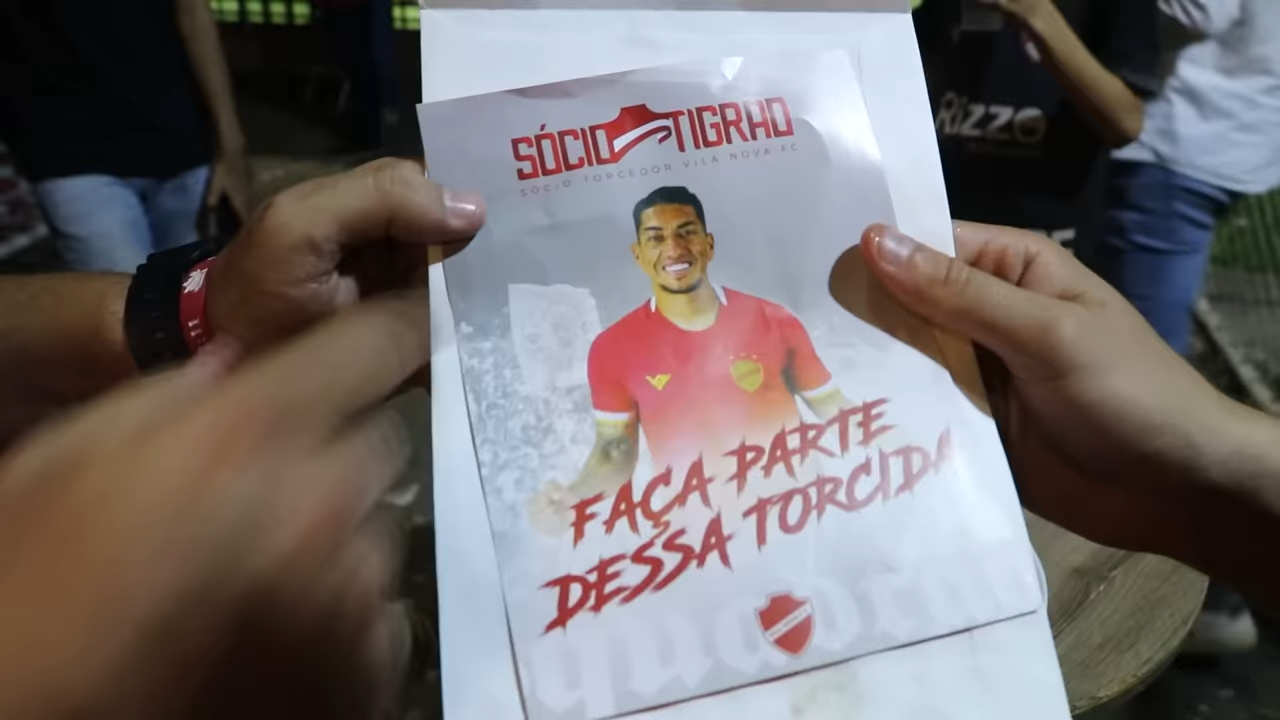 SÓCIO TIGRÃO
SÓCIO TORCEDOR VILA NOVA FC
FAÇA PARTE
DESSA TORCIDA
Rizzo